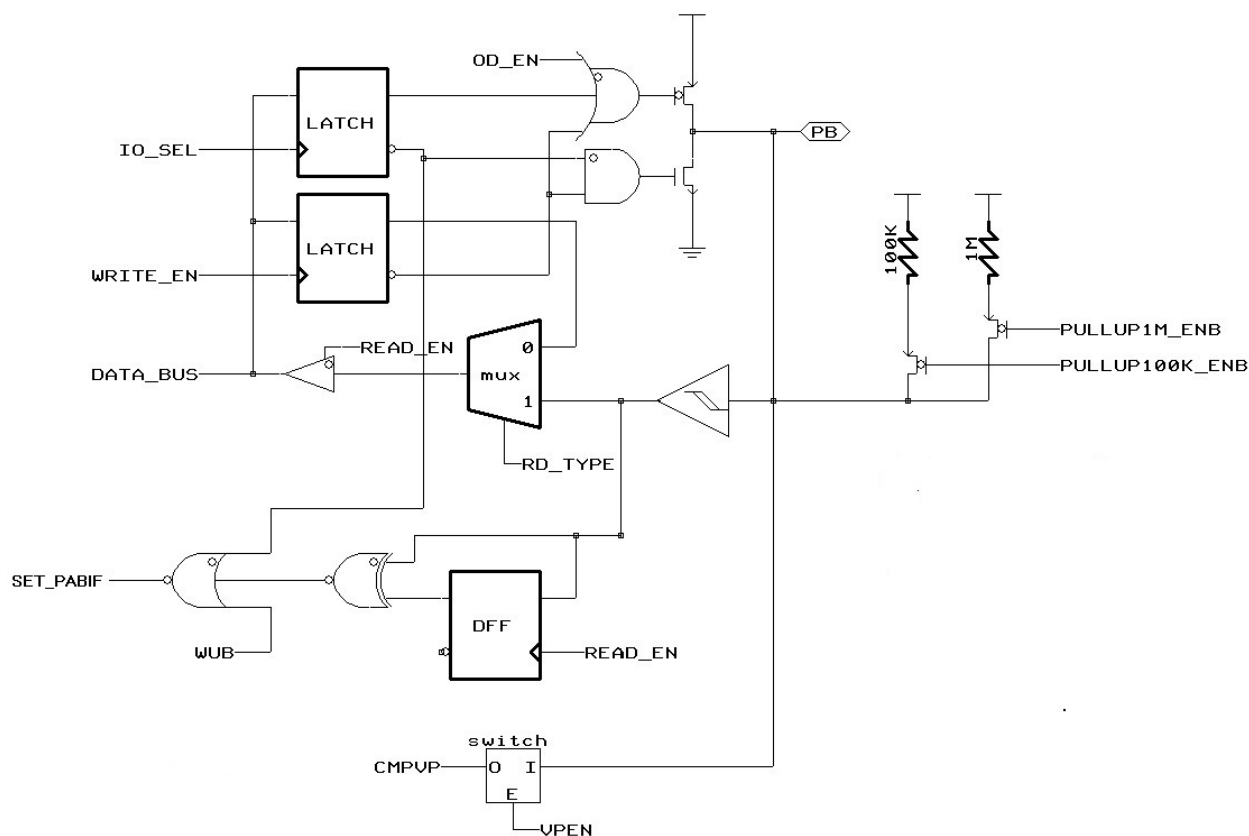 OD_EN
LATCH
PB
IO_SEL
LATCH
100K
1M
WRITE_EN
READ_EN
0
PULLUP1M_ENB
DATA_BUS
mux
PULLUP100K_ENB
1
RD_TYPE
SET_PABIF
DFF
WUB
READ_EN
switch
CMPVP
O I
E
VPEN